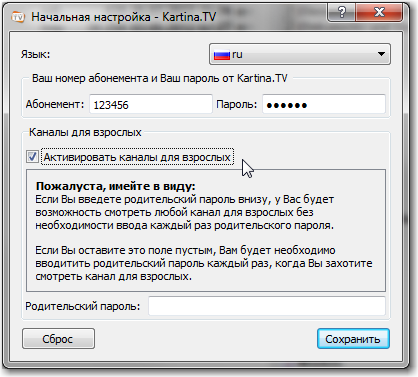 Начальная настройка - Kartina.TV
Язык: ru
Ваш номер абонемента и Ваш пароль от Kartina.TV
Абонемент: 123456 Пароль: ●●●●●●
Каналы для взрослых
Активировать каналы для взрослых
Пожалуста, имейте в виду:
Если Вы введете родительский пароль внизу, у Вас будет
возможность смотреть любой канал для взрослых без
необходимости ввода каждый раз родительского пароля.
Если Вы оставите это поле пустым, Вам будет необходимо
вводитить родительский пароль каждый раз, когда Вы захотите
смотреть канал для взрослых.
Родительский пароль:
Сброс Сохранить